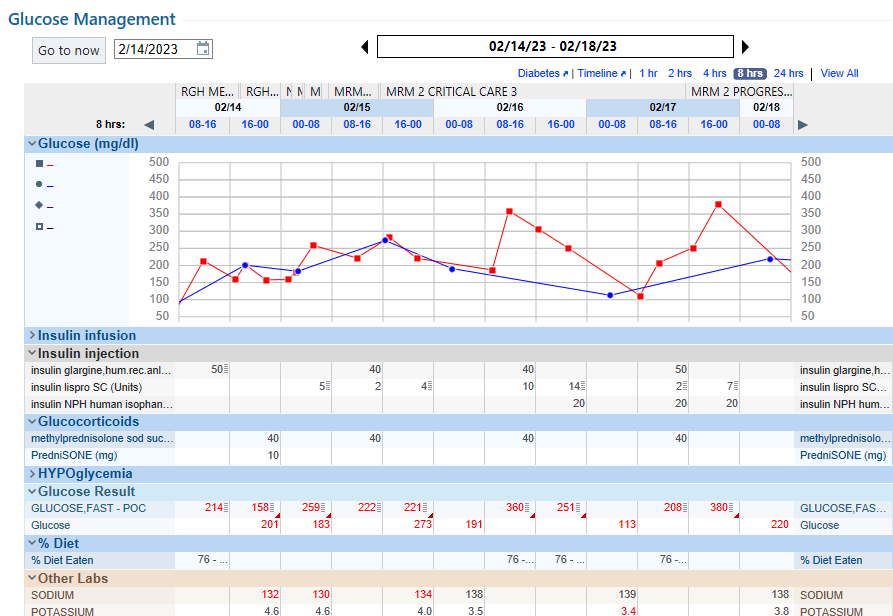 Glucose Management
Go to now 2/14/2023
02/14/23 - 02/18/23
Diabetes | Timeline | 1 hr 2 hrs 4 hrs 8 hrs 24 hrs | View All
RGH ME... RGH... N M M MRM... MRM 2 CRITICAL CARE 3 MRM 2 PROGRES...
02/14 02/15 02/16 02/17 02/18
8 hrs: 08-16 16-00 00-08 08-16 16-00 00-08 08-16 16-00 00-08 08-16 16-00 00-08
Glucose (mg/dl)
500 500
450 450
400 400
350 350
300 300
250 250
200 200
150 150
100 100
50 50
Insulin infusion
Insulin injection
insulin glargine,hum.rec.anl... 50 40 40 50 insulin glargine,h...
insulin lispro SC (Units) 5 2 4 10 14 2 7 insulin lispro SC...
insulin NPH human isophan... 20 20 20 insulin NPH hum...
Glucocorticoids
methylprednisolone sod suc... 40 40 40 40 methylprednisolo...
PredniSONE (mg) 10 PredniSONE (mg)
HYPOglycemia
Glucose Result
GLUCOSE,FAST - POC 214 158 259 222 221 360 251 208 380 GLUCOSE,FAS...
Glucose 201 183 273 191 113 220 Glucose
% Diet
% Diet Eaten 76 - ... 76 -... 76 -... 76 -... % Diet Eaten
Other Labs
SODIUM 132 130 134 138 139 138 SODIUM
POTASSIUM 4.6 4.6 4.0 3.5 3.4 3.8 POTASSIUM